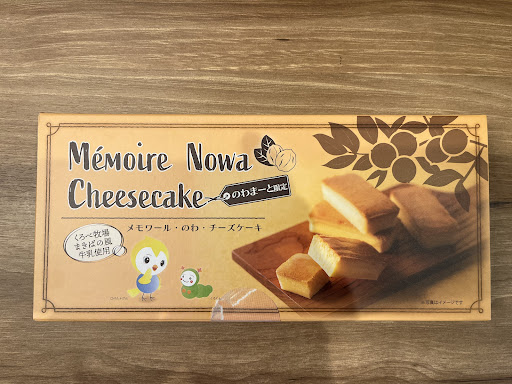 Mémoire Nowa
Cheesecake
のわまーと限定
メモワール・のわ・チーズケーキ
くろべ牧場
まきばの風
牛乳使用
※写真はイメージです